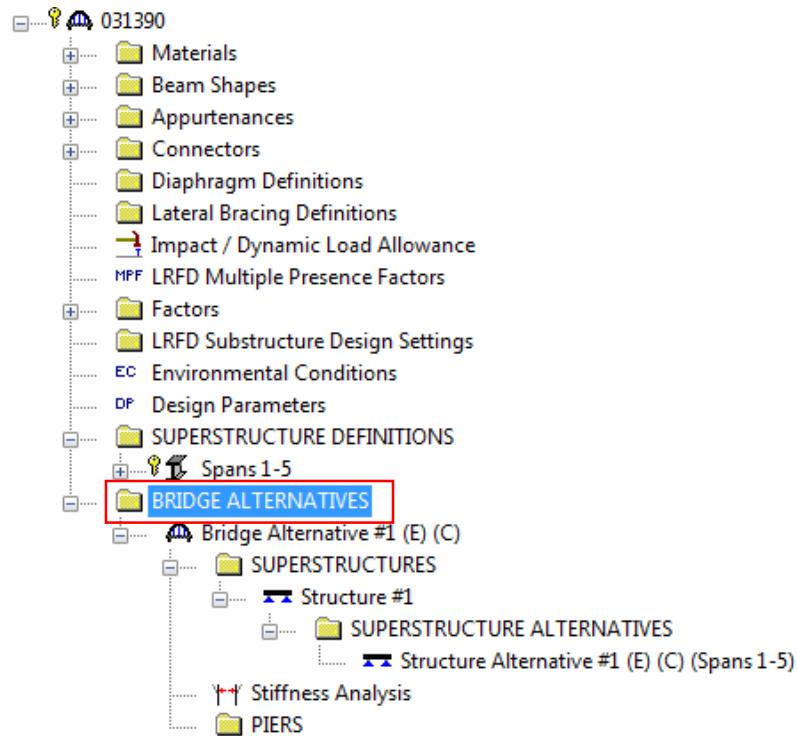 031390
Materials
Beam Shapes
Appurtenances
Connectors
Diaphragm Definitions
Lateral Bracing Definitions
Impact / Dynamic Load Allowance
MPF LRFD Multiple Presence Factors
Factors
LRFD Substructure Design Settings
EC Environmental Conditions
DP Design Parameters
SUPERSTRUCTURE DEFINITIONS
Spans 1-5
BRIDGE ALTERNATIVES
Bridge Alternative #1 (E) (C)
SUPERSTRUCTURES
Structure #1
SUPERSTRUCTURE ALTERNATIVES
Structure Alternative #1 (E) (C) (Spans 1-5)
Stiffness Analysis
PIERS